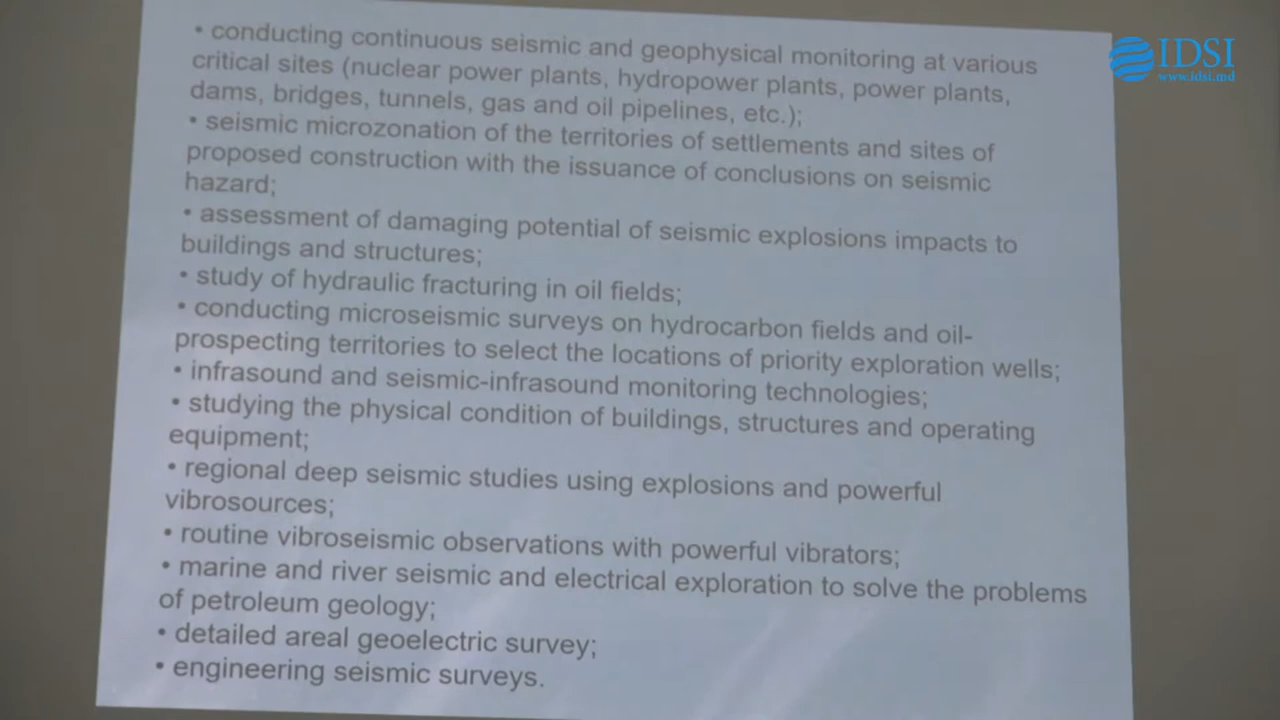 • conducting continuous seismic and geophysical monitoring at various
critical sites (nuclear power plants, hydropower plants, power plants,
dams, bridges, tunnels, gas and oil pipelines, etc.);
• seismic microzonation of the territories of settlements and sites of
proposed construction with the issuance of conclusions on seismic
hazard;
• assessment of damaging potential of seismic explosions impacts to
buildings and structures;
• study of hydraulic fracturing in oil fields;
• conducting microseismic surveys on hydrocarbon fields and oil-
prospecting territories to select the locations of priority exploration wells;
• infrasound and seismic-infrasound monitoring technologies;
• studying the physical condition of buildings, structures and operating
equipment;
• regional deep seismic studies using explosions and powerful
vibrosources;
• routine vibroseismic observations with powerful vibrators;
• marine and river seismic and electrical exploration to solve the problems
of petroleum geology;
• detailed areal geoelectric survey;
• engineering seismic surveys.
IDSI
www.idsi.md